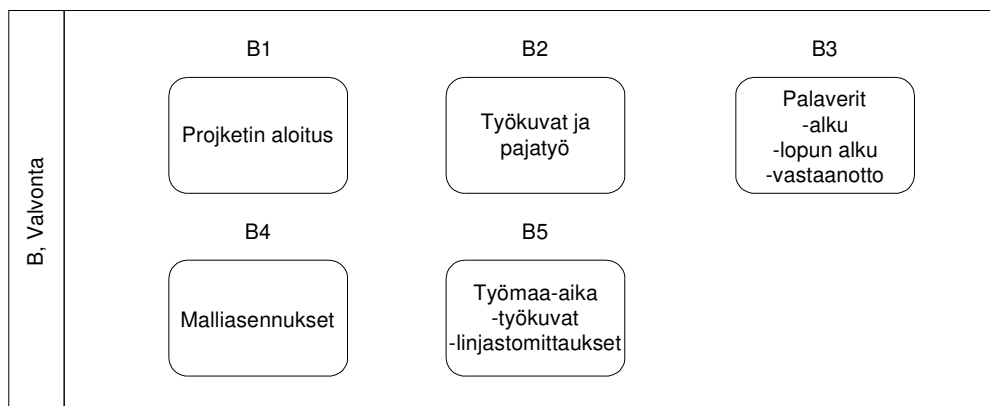 B, Valvonta
B1
B2
B3
Projketin aloitus
Työkuvat ja
pajatyö
Palaverit
-alku
-lopun alku
-vastaanotto
B4
B5
Malliasennukset
Työmaa-aika
-työkuvat
-linjastomittaukset